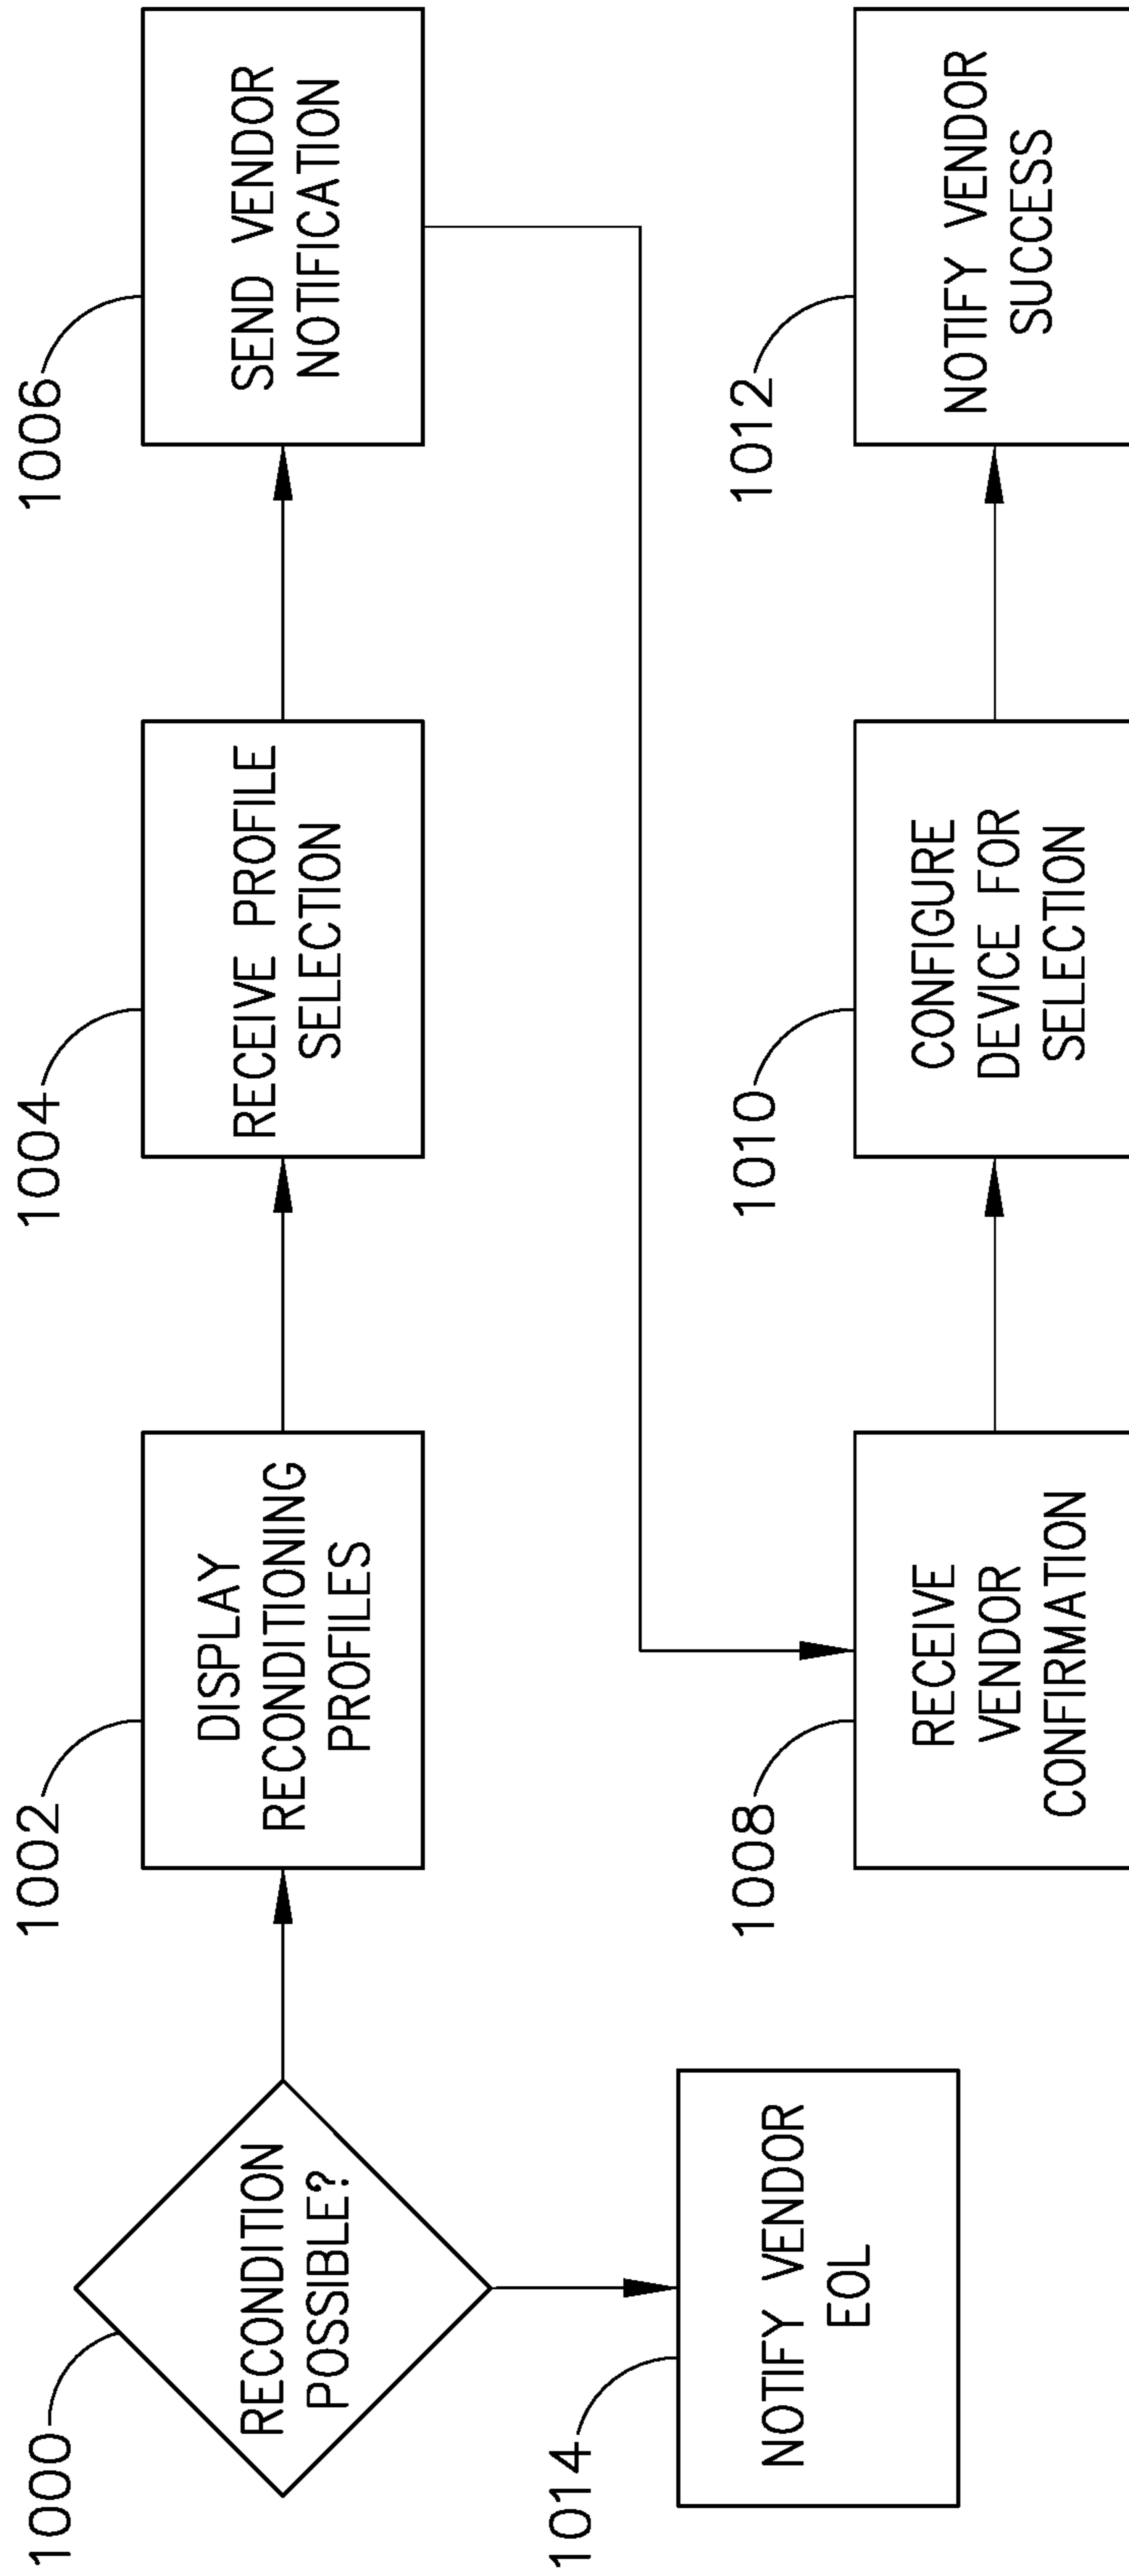 1000
RECONDITION
POSSIBLE?
1002
DISPLAY
RECONDITIONING
PROFILES
1004
RECEIVE PROFILE
SELECTION
1006
SEND VENDOR
NOTIFICATION
1014
NOTIFY VENDOR
EOL
1008
RECEIVE
VENDOR
CONFIRMATION
1010
CONFIGURE
DEVICE FOR
SELECTION
1012
NOTIFY VENDOR
SUCCESS